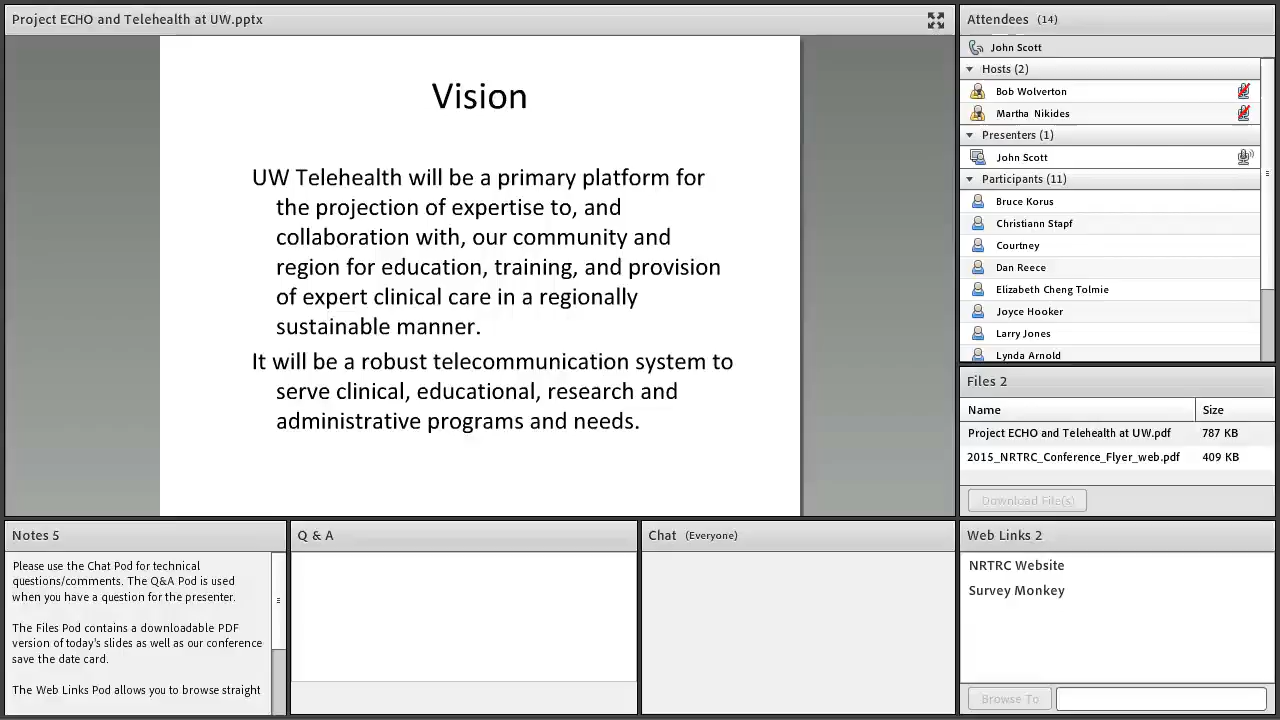 Project ECHO and Telehealth at UW.pptx
Vision
UW Telehealth will be a primary platform for
the projection of expertise to, and
collaboration with, our community and
region for education, training, and provision
of expert clinical care in a regionally
sustainable manner.
It will be a robust telecommunication system to
serve clinical, educational, research and
administrative programs and needs.
Attendees (14)
John Scott
Hosts (2)
Bob Wolverton
Martha Nikides
Presenters (1)
John Scott
Participants (11)
Bruce Korus
Christiann Stapf
Courtney
Dan Reece
Elizabeth Cheng Tolmie
Joyce Hooker
Larry Jones
Lynda Arnold
Files 2
Name Size
Project ECHO and Telehealth at UW.pdf 787 KB
2015_NRTRC_Conference_Flyer_web.pdf 409 KB
Download File(s)
Notes 5
Please use the Chat Pod for technical
questions/comments. The Q&A Pod is used
when you have a question for the presenter.
The Files Pod contains a downloadable PDF
version of today's slides as well as our conference
save the date card.
The Web Links Pod allows you to browse straight
Q & A
Chat (Everyone)
Web Links 2
NRTRC Website
Survey Monkey
Browse To